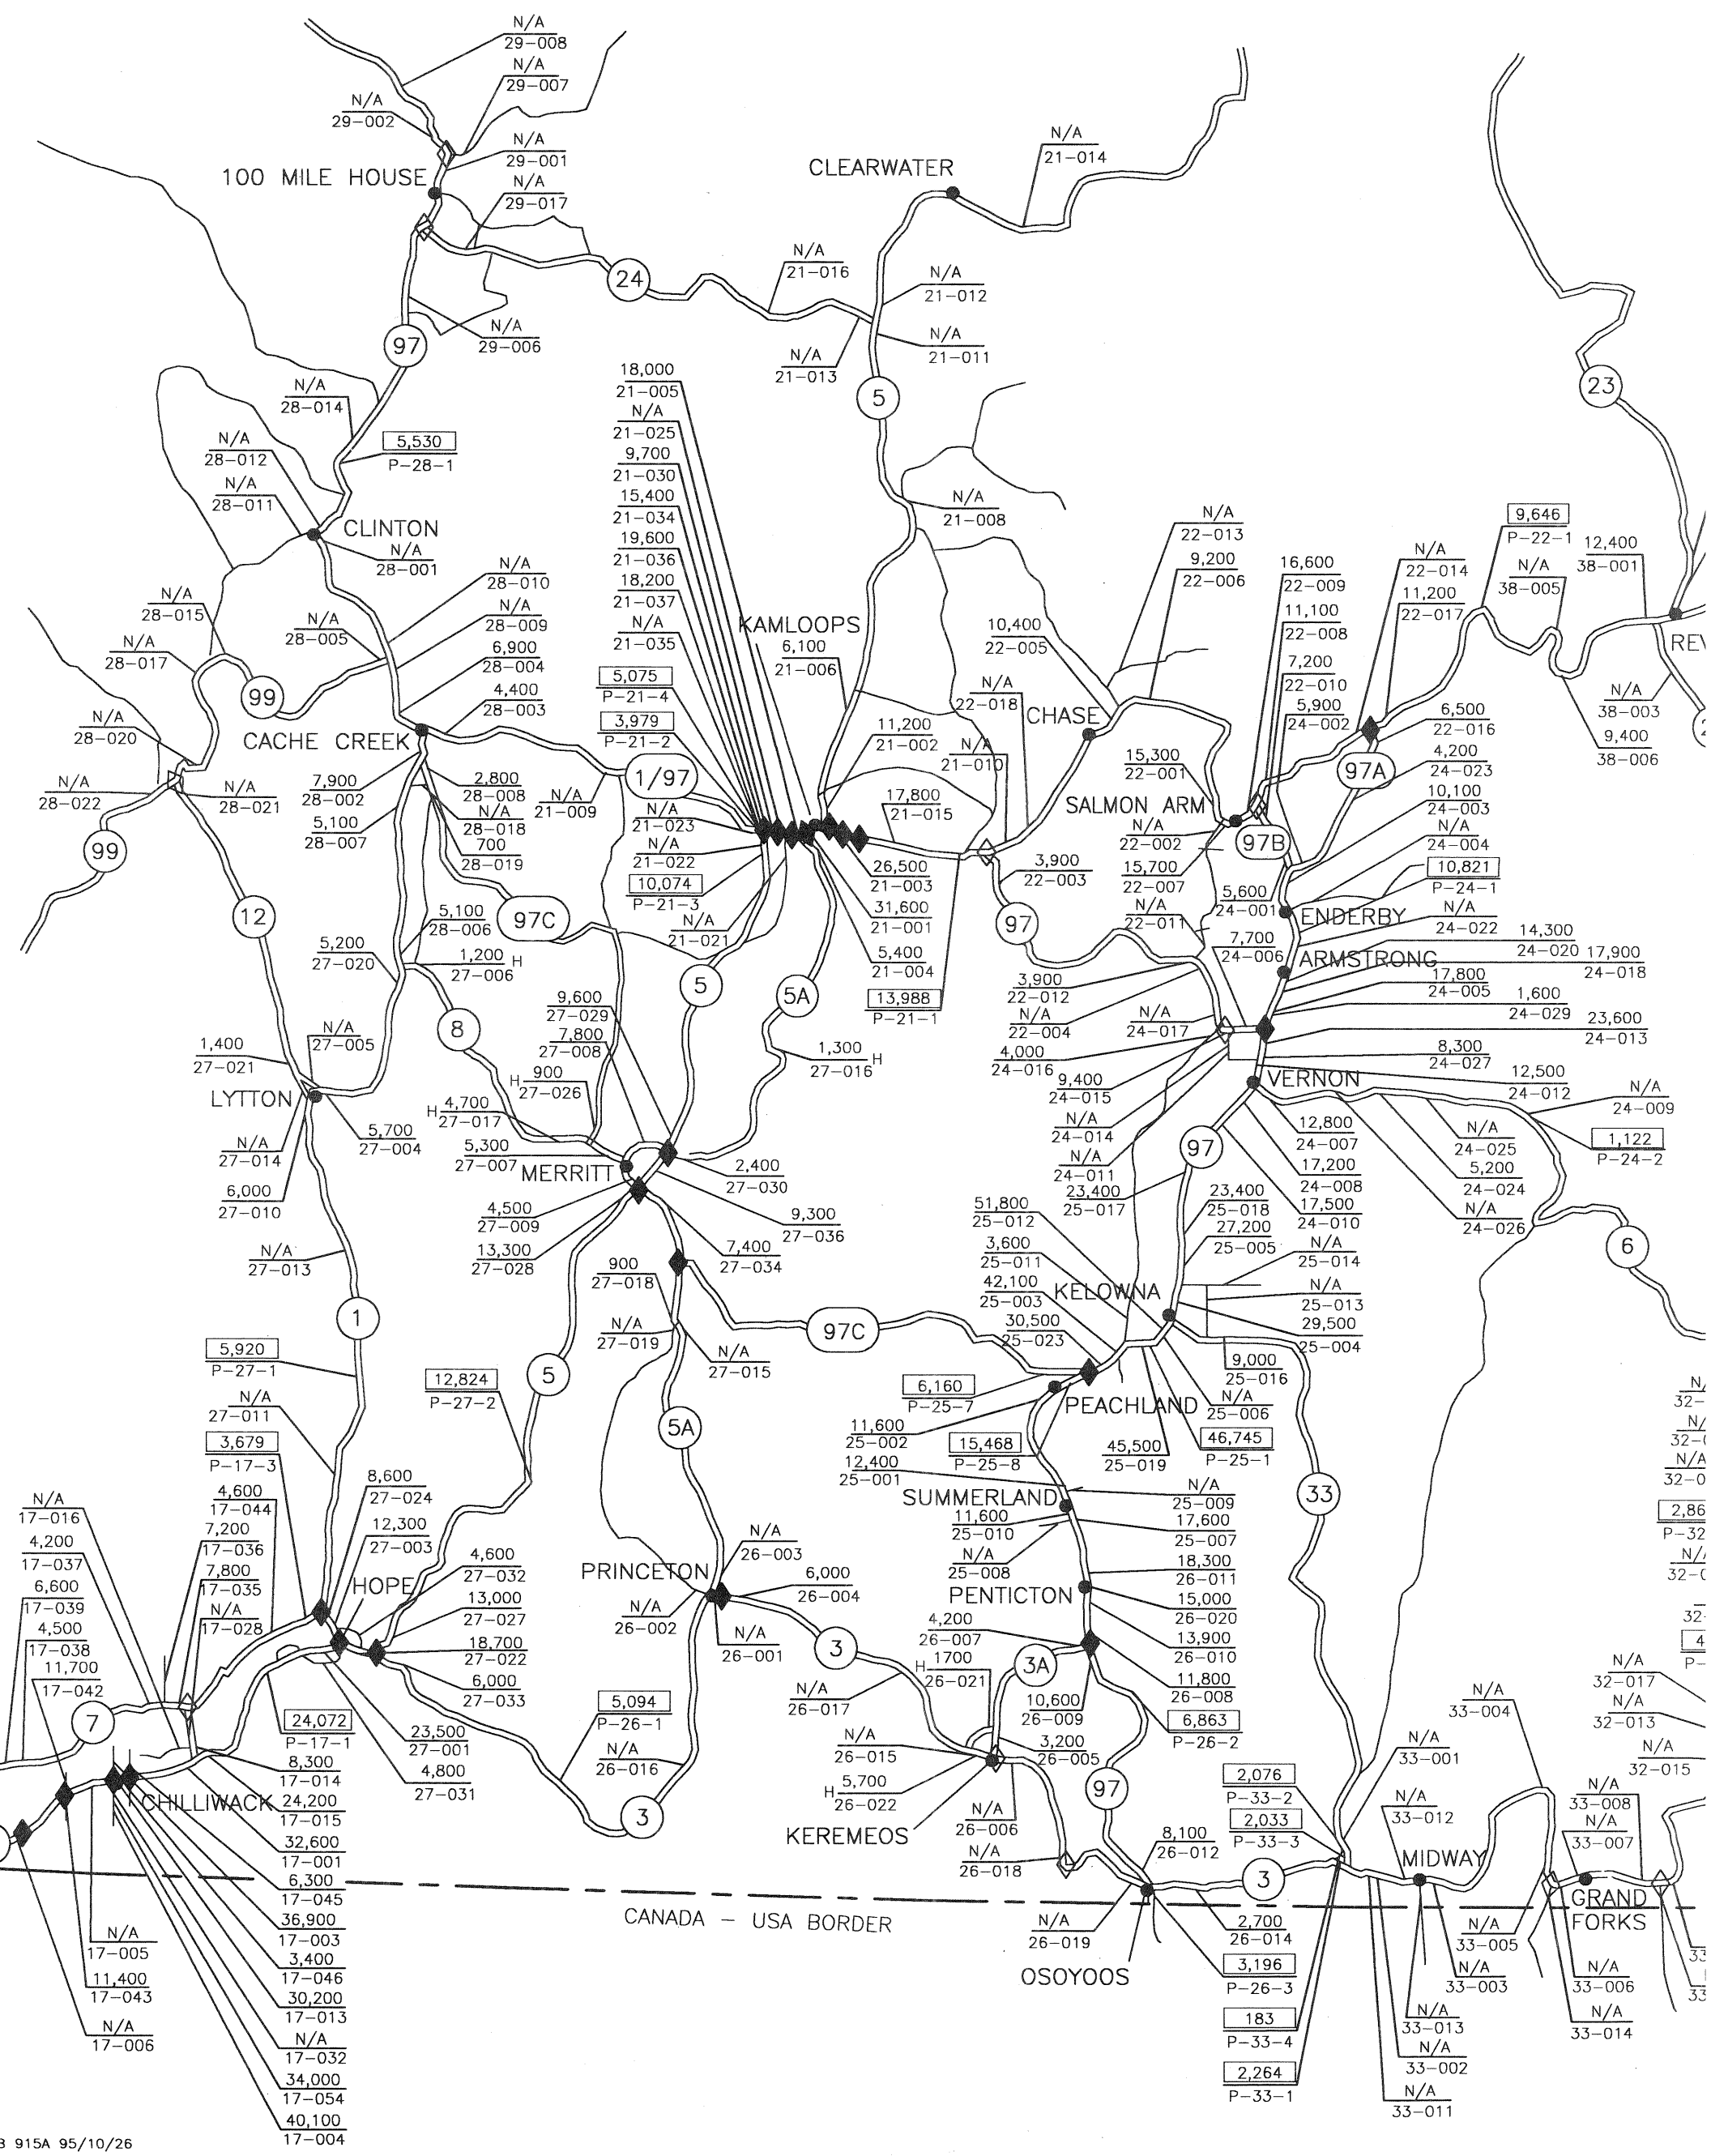 N/A
29-008
N/A
29-007
N/A
29-002
N/A
29-001
100 MILE HOUSE
N/A
29-017
CLEARWATER
N/A
21-014
24
N/A
21-016
N/A
21-012
N/A
29-006
97
N/A
21-013
N/A
21-011
5
23
N/A
28-014
5,530
P-28-1
N/A
28-012
N/A
28-011
CLINTON
N/A
28-001
18,000
21-005
N/A
21-025
9,700
21-030
15,400
21-034
19,600
21-036
18,200
21-037
N/A
21-035
5,075
P-21-4
3,979
P-21-2
KAMLOOPS
6,100
21-006
N/A
21-008
N/A
22-013
9,200
22-006
10,400
22-005
16,600
22-009
11,100
22-008
7,200
22-010
5,900
24-002
N/A
22-014
11,200
22-017
9,646
P-22-1
N/A
38-005
12,400
38-001
REV
N/A
38-003
9,400
38-006
N/A
28-010
N/A
28-009
N/A
28-005
6,900
28-004
4,400
28-003
N/A
28-015
N/A
28-017
99
N/A
28-020
N/A
28-022
N/A
28-021
99
CACHE CREEK
7,900
28-002
2,800
28-008
N/A
28-018
5,100
28-007
700
28-019
1/97
N/A
21-009
N/A
21-023
N/A
21-022
10,074
P-21-3
N/A
21-021
11,200
21-002
17,800
21-015
26,500
21-003
31,600
21-001
5,400
21-004
13,988
P-21-1
N/A
22-018
N/A
21-010
CHASE
15,300
22-001
SALMON ARM
N/A
22-002
15,700
22-007
3,900
22-003
97
97B
97A
6,500
22-016
4,200
24-023
10,100
24-003
N/A
24-004
10,821
P-24-1
5,600
24-001
ENDERBY
N/A
24-022
N/A
22-011
7,700
24-006
ARMSTRONG
14,300
24-020
17,900
24-018
17,800
24-005
1,600
24-029
23,600
24-013
3,900
22-012
N/A
22-004
N/A
24-017
4,000
24-016
9,400
24-015
N/A
24-014
N/A
24-011
8,300
24-027
12,500
24-012
VERNON
N/A
24-009
12,800
24-007
17,200
24-008
17,500
24-010
N/A
24-025
5,200
24-024
N/A
24-026
1,122
P-24-2
6
12
97C
5,100
28-006
1,200 H
27-006
5,200
27-020
8
5
5A
9,600
27-029
7,800
27-008
1,300 H
27-016
N/A
27-005
1,400
27-021
LYTTON
N/A
27-014
5,700
27-004
6,000
27-010
H 900
27-026
H 4,700
27-017
5,300
27-007
MERRITT
4,500
27-009
13,300
27-028
2,400
27-030
9,300
27-036
7,400
27-034
N/A
27-013
1
97
23,400
25-017
23,400
25-018
27,200
25-005
N/A
25-014
N/A
25-013
29,500
25-004
51,800
25-012
3,600
25-011
42,100
25-003
30,500
25-023
KELOWNA
9,000
25-016
N/A
25-006
46,745
P-25-1
45,500
25-019
97C
900
27-018
N/A
27-019
N/A
27-015
5,920
P-27-1
N/A
27-011
12,824
P-27-2
5
5A
6,160
P-25-7
PEACHLAND
11,600
25-002
15,468
P-25-8
12,400
25-001
SUMMERLAND
N/A
25-009
17,600
25-007
11,600
25-010
N/A
25-008
33
PENTICTON
18,300
26-011
15,000
26-020
13,900
26-010
11,800
26-008
6,863
P-26-2
4,200
26-007
H 1700
26-021
3A
10,600
26-009
3,679
P-17-3
4,600
17-044
8,600
27-024
12,300
27-003
HOPE
4,600
27-032
13,000
27-027
18,700
27-022
6,000
27-033
N/A
17-016
7,200
17-036
4,200
17-037
7,800
17-035
6,600
17-039
N/A
17-028
4,500
17-038
11,700
17-042
7
24,072
P-17-1
23,500
27-001
4,800
27-031
8,300
17-014
24,200
17-015
CHILLIWACK
32,600
17-001
6,300
17-045
36,900
17-003
3,400
17-046
30,200
17-013
N/A
17-032
34,000
17-054
40,100
17-004
N/A
17-005
11,400
17-043
N/A
17-006
PRINCETON
N/A
26-003
6,000
26-004
N/A
26-002
N/A
26-001
3
5,094
P-26-1
N/A
26-016
3
N/A
26-017
N/A
26-015
H 5,700
26-022
3,200
26-005
N/A
26-006
KEREMEOS
N/A
26-018
97
8,100
26-012
3
N/A
26-019
2,700
26-014
3,196
P-26-3
OSOYOOS
CANADA - USA BORDER
2,076
P-33-2
2,033
P-33-3
183
P-33-4
2,264
P-33-1
N/A
33-001
N/A
33-012
MIDWAY
N/A
33-004
N/A
33-008
N/A
33-007
GRAND
FORKS
N/A
33-005
N/A
33-003
N/A
33-006
N/A
33-014
N/A
33-013
N/A
33-002
N/A
33-011
N/A
32-017
N/A
32-013
N/A
32-015
2,86
P-32
915A 95/10/26